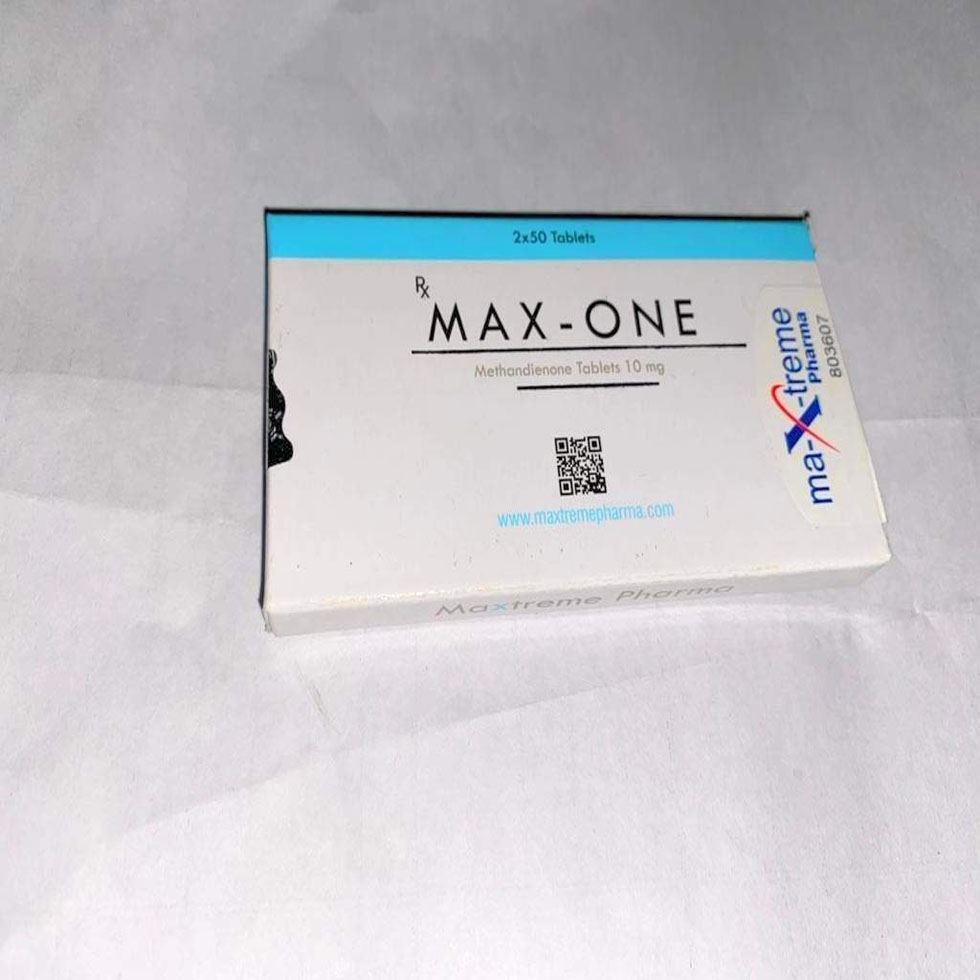 2x50 Tablets
Rx
MAX-ONE
Methandienone Tablets 10 mg
www.maxtremepharma.com
ma-X-treme
Pharma
803607
Maxtreme Pharma